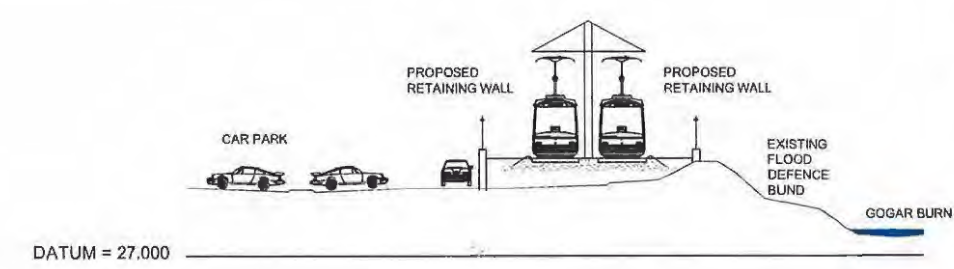 PROPOSED
RETAINING WALL
PROPOSED
RETAINING WALL
CAR PARK
EXISTING
FLOOD
DEFENCE
BUND
GOGAR BURN
DATUM = 27.000